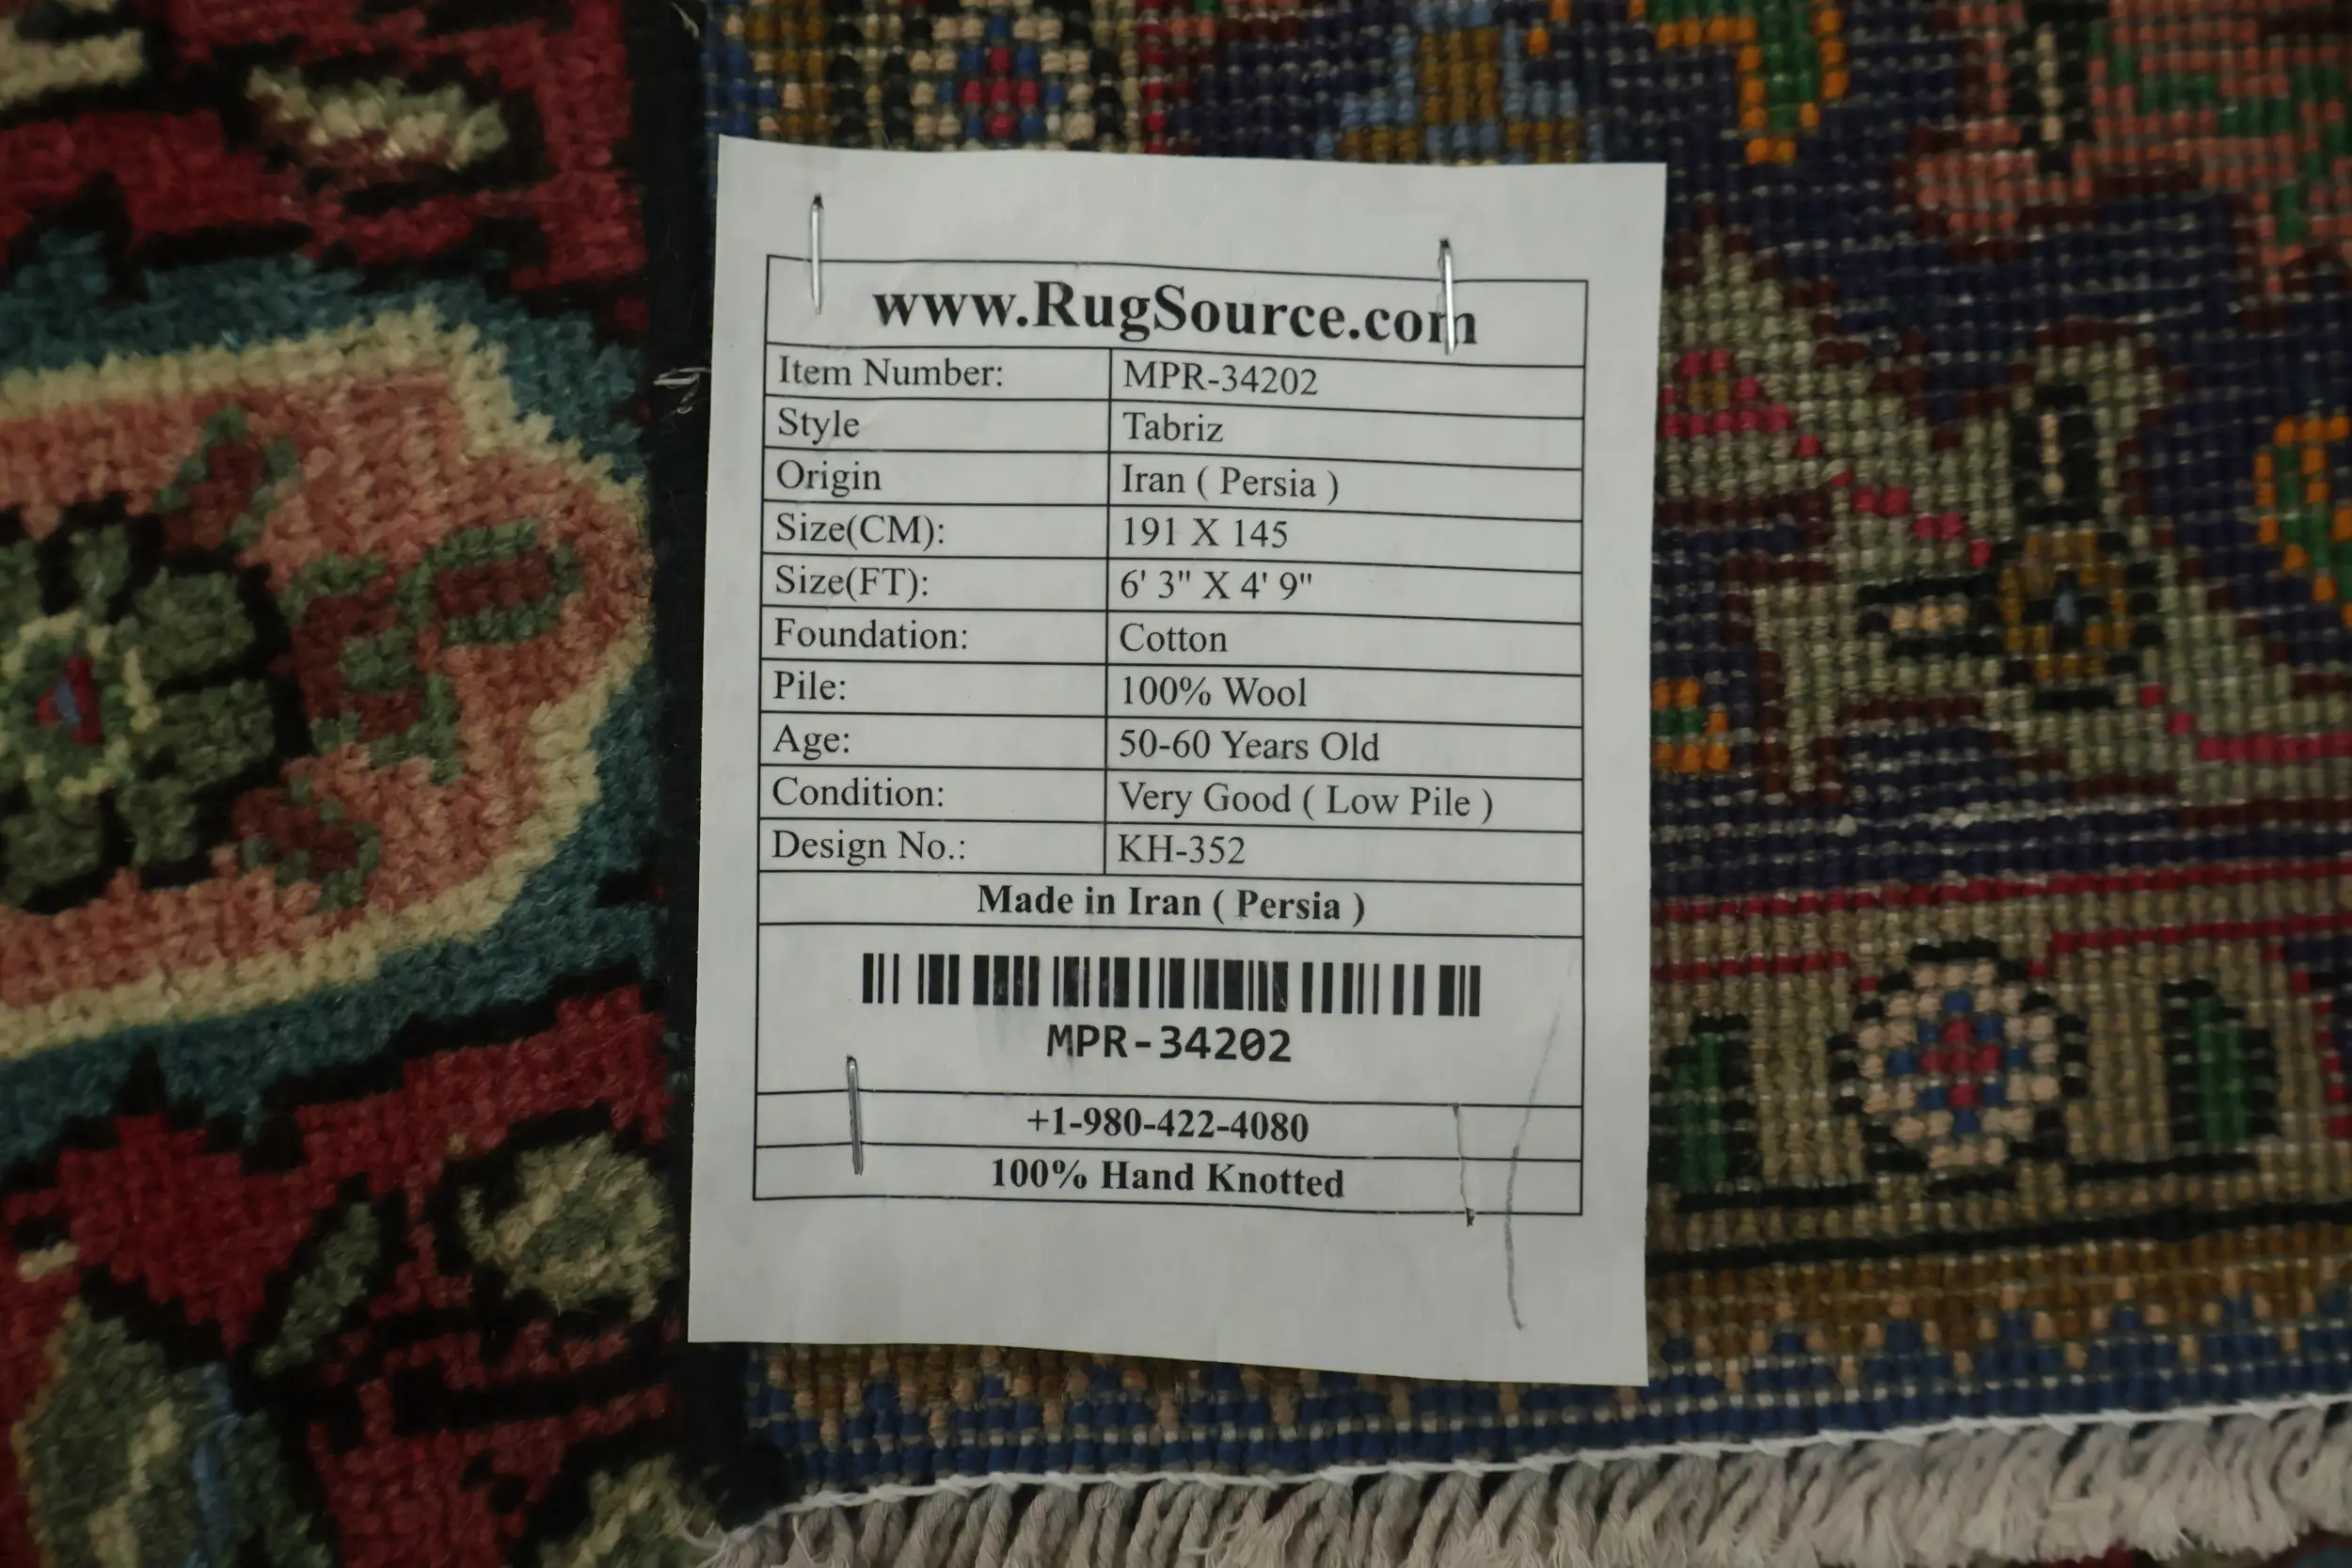 www.RugSource.com
Item Number: MPR-34202
Style Tabriz
Origin Iran ( Persia )
Size(CM): 191 X 145
Size(FT): 6' 3" X 4' 9"
Foundation: Cotton
Pile: 100% Wool
Age: 50-60 Years Old
Condition: Very Good ( Low Pile )
Design No.: KH-352
Made in Iran ( Persia )
MPR-34202
+1-980-422-4080
100% Hand Knotted